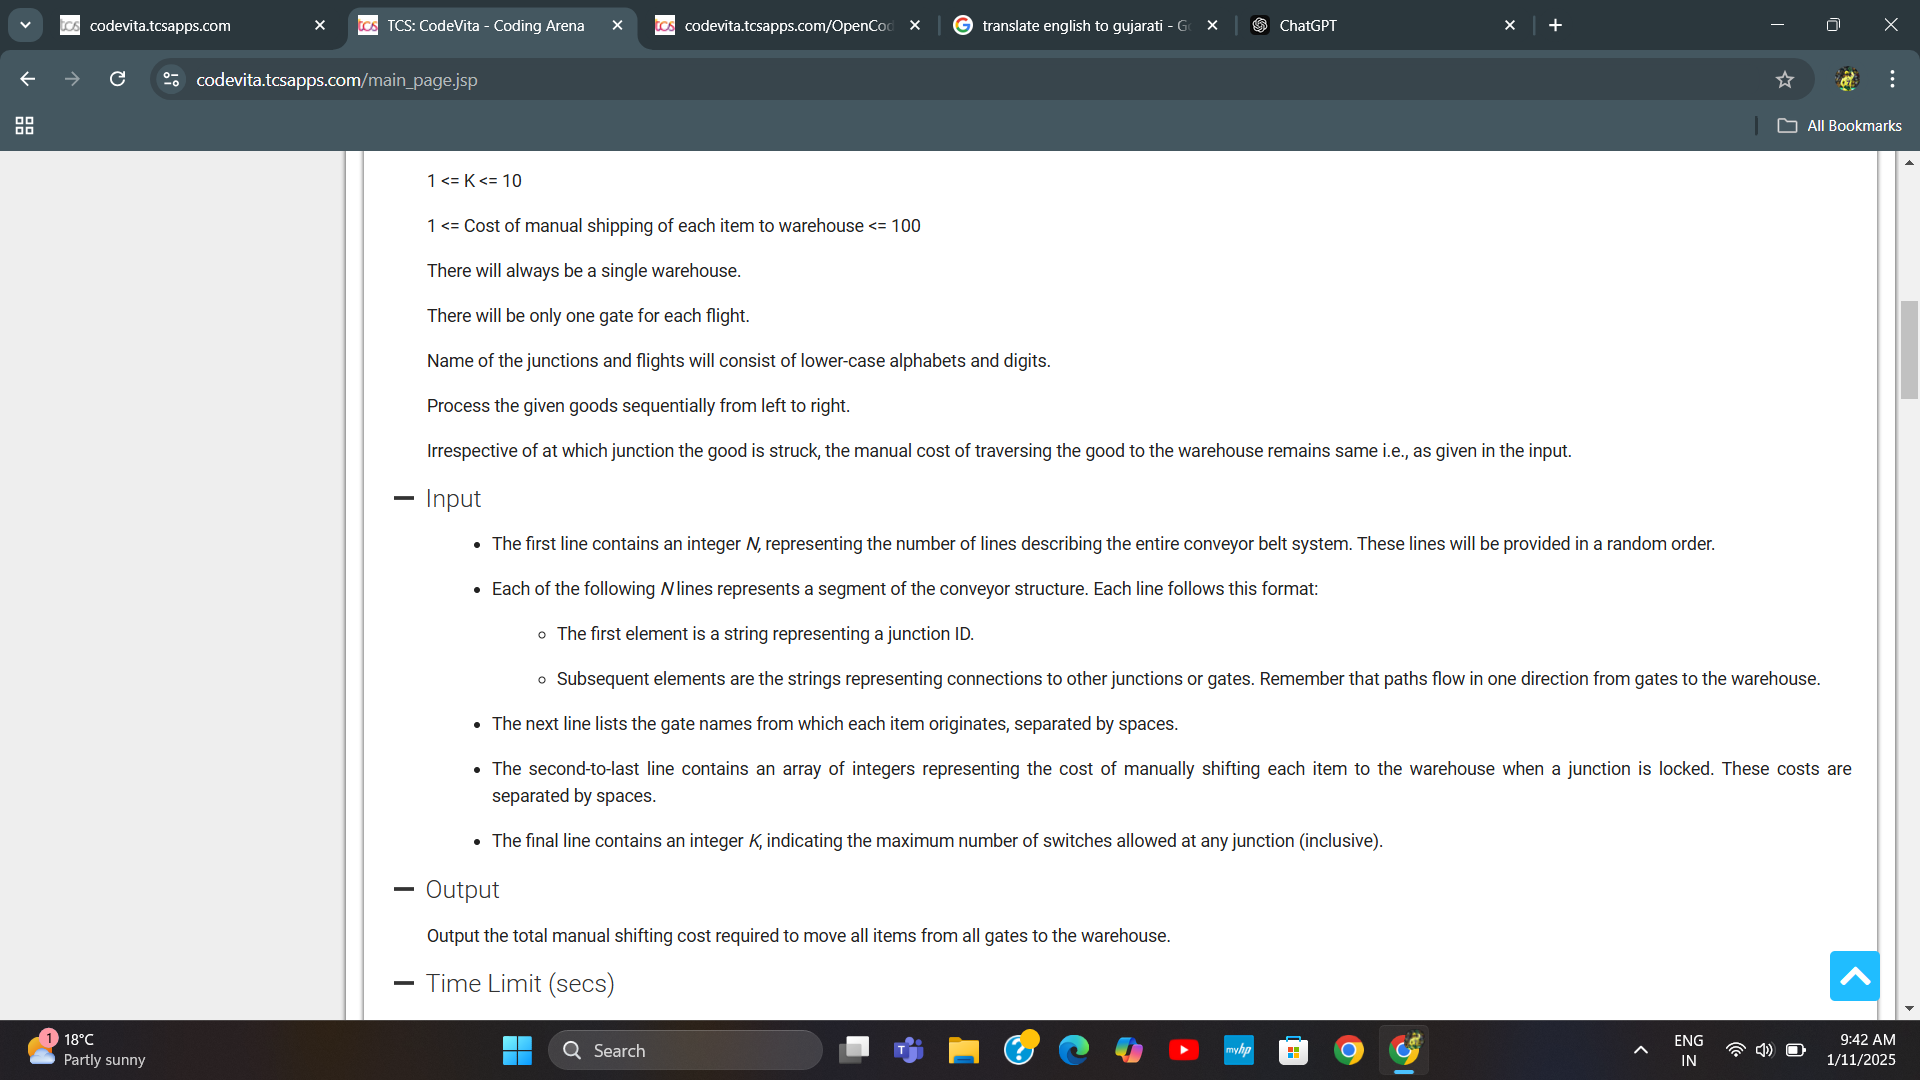 codevita.tcsapps.com
TCS: CodeVita - Coding Arena
codevita.tcsapps.com/OpenCod
translate english to gujarati - G
ChatGPT
codevita.tcsapps.com/main_page.jsp
All Bookmarks
1 <= K <= 10
1 <= Cost of manual shipping of each item to warehouse <= 100
There will always be a single warehouse.
There will be only one gate for each flight.
Name of the junctions and flights will consist of lower-case alphabets and digits.
Process the given goods sequentially from left to right.
Irrespective of at which junction the good is struck, the manual cost of traversing the good to the warehouse remains same i.e., as given in the input.
Input
The first line contains an integer N, representing the number of lines describing the entire conveyor belt system. These lines will be provided in a random order.
Each of the following N lines represents a segment of the conveyor structure. Each line follows this format:
The first element is a string representing a junction ID.
Subsequent elements are the strings representing connections to other junctions or gates. Remember that paths flow in one direction from gates to the warehouse.
The next line lists the gate names from which each item originates, separated by spaces.
The second-to-last line contains an array of integers representing the cost of manually shifting each item to the warehouse when a junction is locked. These costs are
separated by spaces.
The final line contains an integer K, indicating the maximum number of switches allowed at any junction (inclusive).
Output
Output the total manual shifting cost required to move all items from all gates to the warehouse.
Time Limit (secs)
1
18°C
Partly sunny
Search
myhp
ENG
IN
9:42 AM
1/11/2025